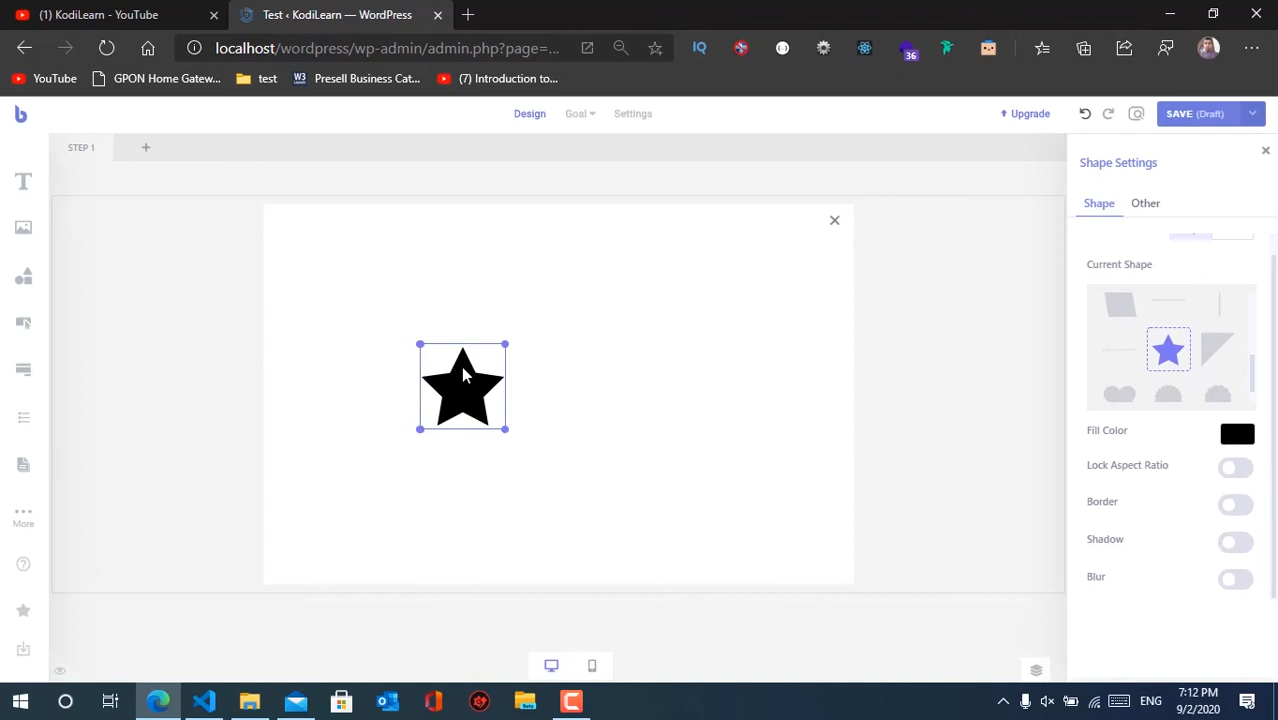 (1) KodiLearn - YouTube
Test ‹ KodiLearn — WordPress
localhost/wordpress/wp-admin/admin.php?page=...
36
YouTube
GPON Home Gatew...
test
Presell Business Cat...
(7) Introduction to...
Design
Goal
Settings
Upgrade
SAVE (Draft)
STEP 1
Shape Settings
Shape
Other
Current Shape
Fill Color
Lock Aspect Ratio
Border
Shadow
Blur
More
ENG
7:12 PM
9/2/2020